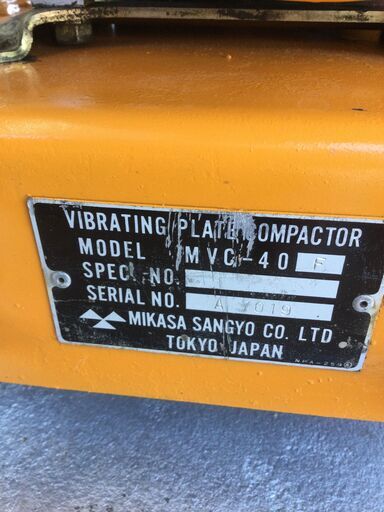 VIBRATING PLATE COMPACTOR
MODEL MVC-40 F
SPEC. NO.
SERIAL NO. A
MIKASA SANGYO CO. LTD
TOKYO JAPAN